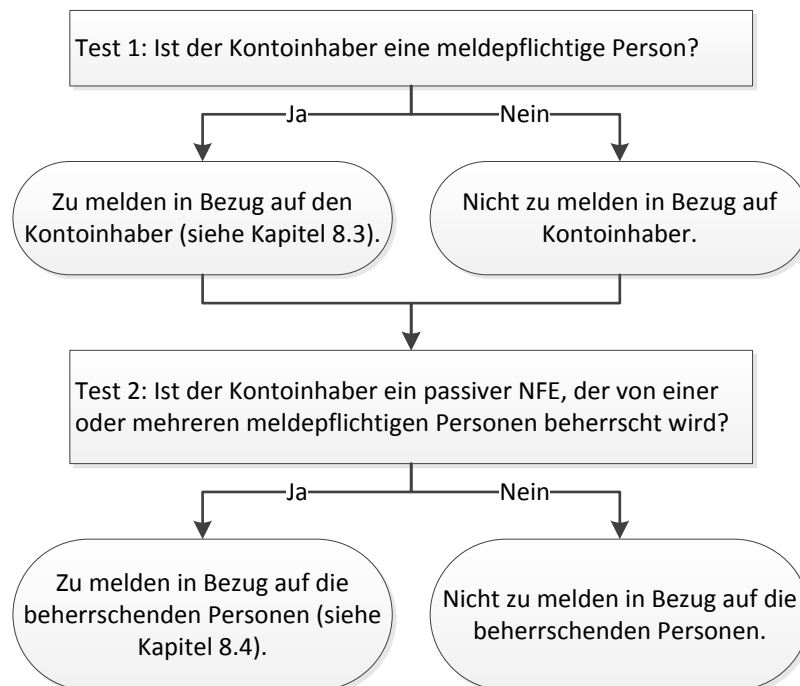 Test 1: Ist der Kontoinhaber eine meldepflichtige Person?
Ja
Nein
Zu melden in Bezug auf den
Kontoinhaber (siehe Kapitel 8.3).
Nicht zu melden in Bezug auf
Kontoinhaber.
Test 2: Ist der Kontoinhaber ein passiver NFE, der von einer
oder mehreren meldepflichtigen Personen beherrscht wird?
Ja
Nein
Zu melden in Bezug auf die
beherrschenden Personen (siehe
Kapitel 8.4).
Nicht zu melden in Bezug auf die
beherrschenden Personen.